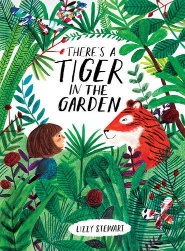 THERE'S A
TIGER
IN THE
GARDEN
LIZZY STEWART